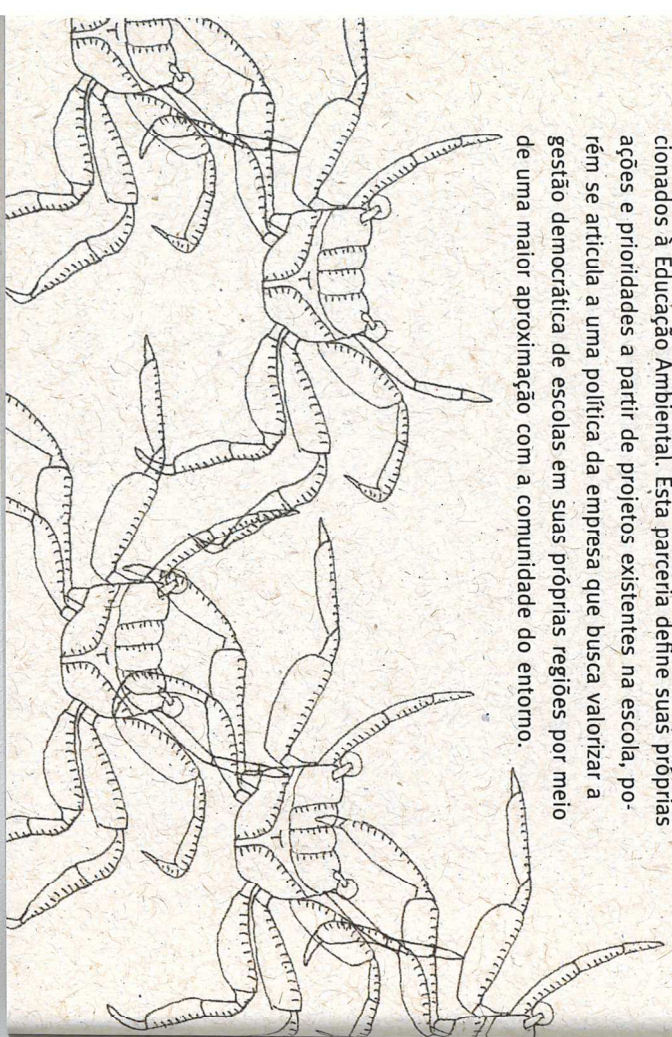 cionados à Educação Ambiental. Esta parceria define suas próprias
ações e prioridades a partir de projetos existentes na escola, po-
rém se articula a uma política da empresa que busca valorizar a
gestão democrática de escolas em suas próprias regiões por meio
de uma maior aproximação com a comunidade do entorno.